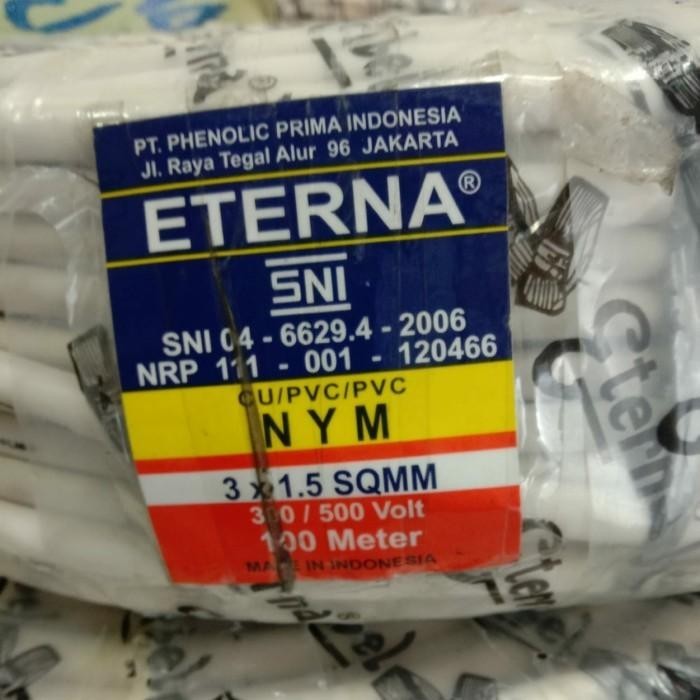 PT. PHENOLIC PRIMA INDONESIA
Jl. Raya Tegal Alur 96 JAKARTA
ETERNA®
SNI
SNI 04 - 6629.4 - 2006
NRP 111 - 001 - 120466
CU/PVC/PVC
NYM
3 x 1.5 SQMM
300 / 500 Volt
100 Meter
MADE IN INDONESIA
Eterna